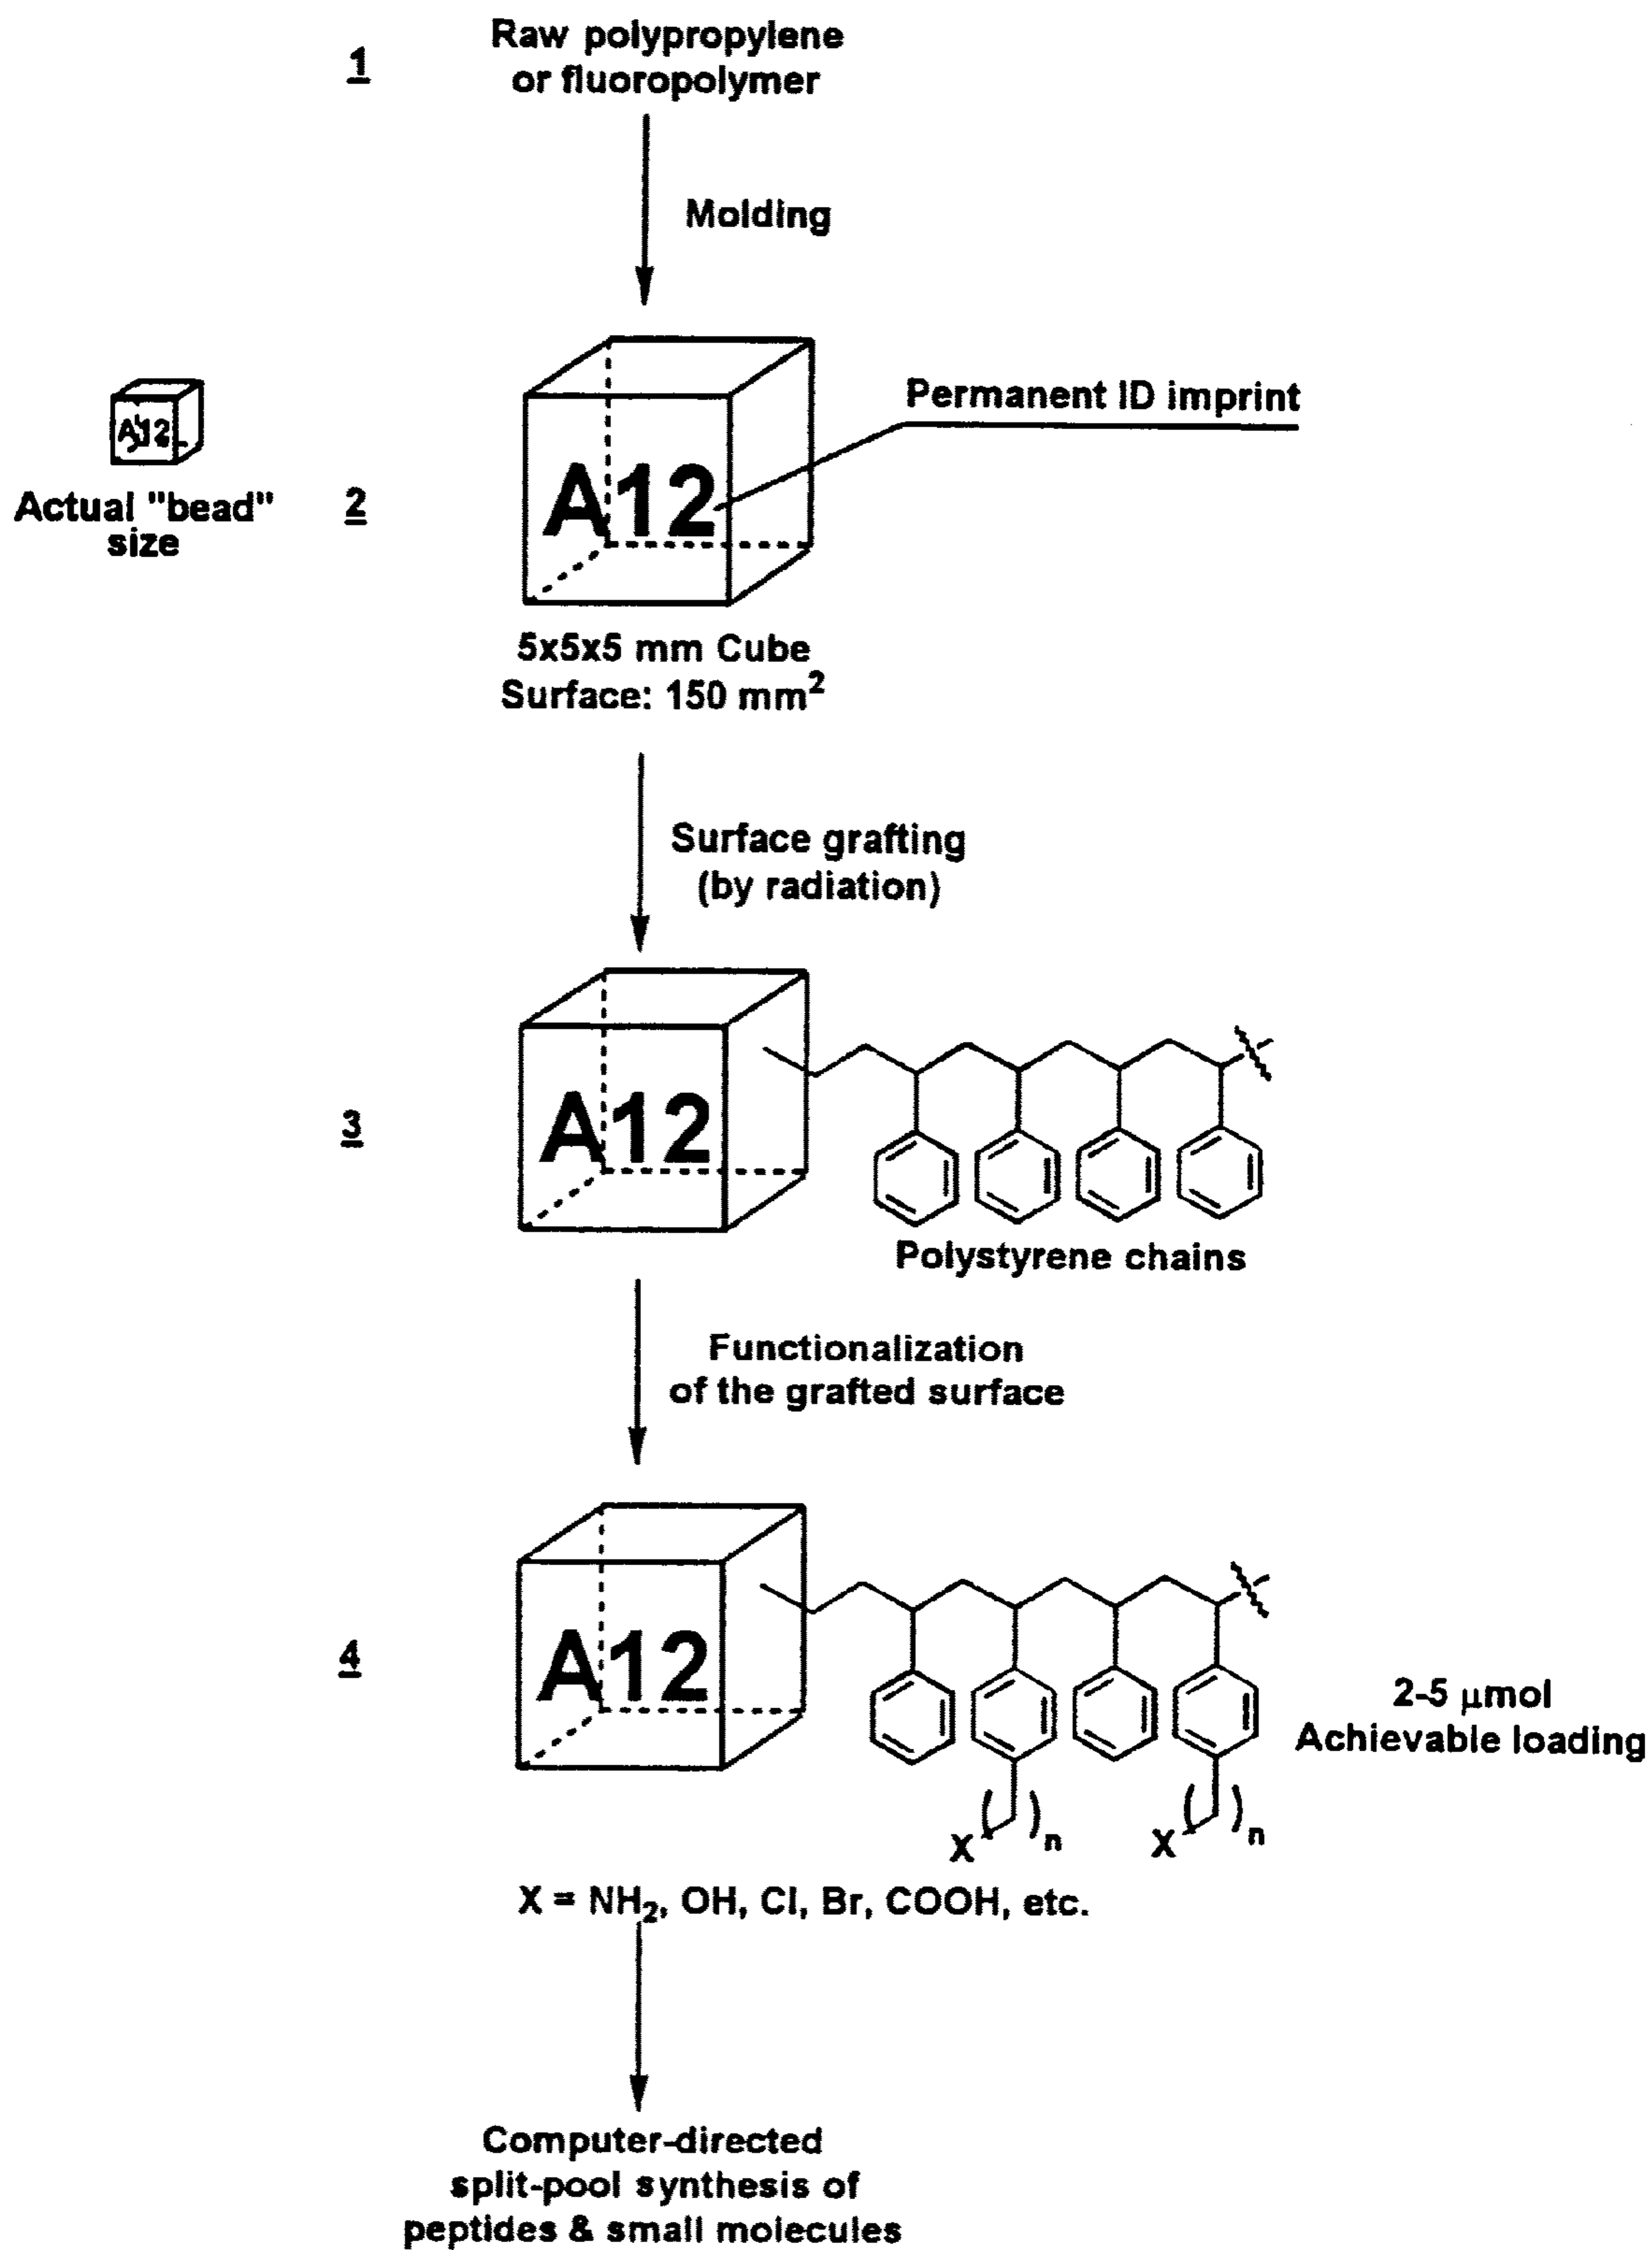 1
Raw polypropylene
or fluoropolymer
Molding
Permanent ID imprint
A12
Actual "bead"
size
2
A12
5x5x5 mm Cube
Surface: 150 mm²
Surface grafting
(by radiation)
3
A12
Polystyrene chains
Functionalization
of the grafted surface
4
A12
2-5 µmol
Achievable loading
X ( ) n
X ( ) n
X = NH₂, OH, Cl, Br, COOH, etc.
Computer-directed
split-pool synthesis of
peptides & small molecules